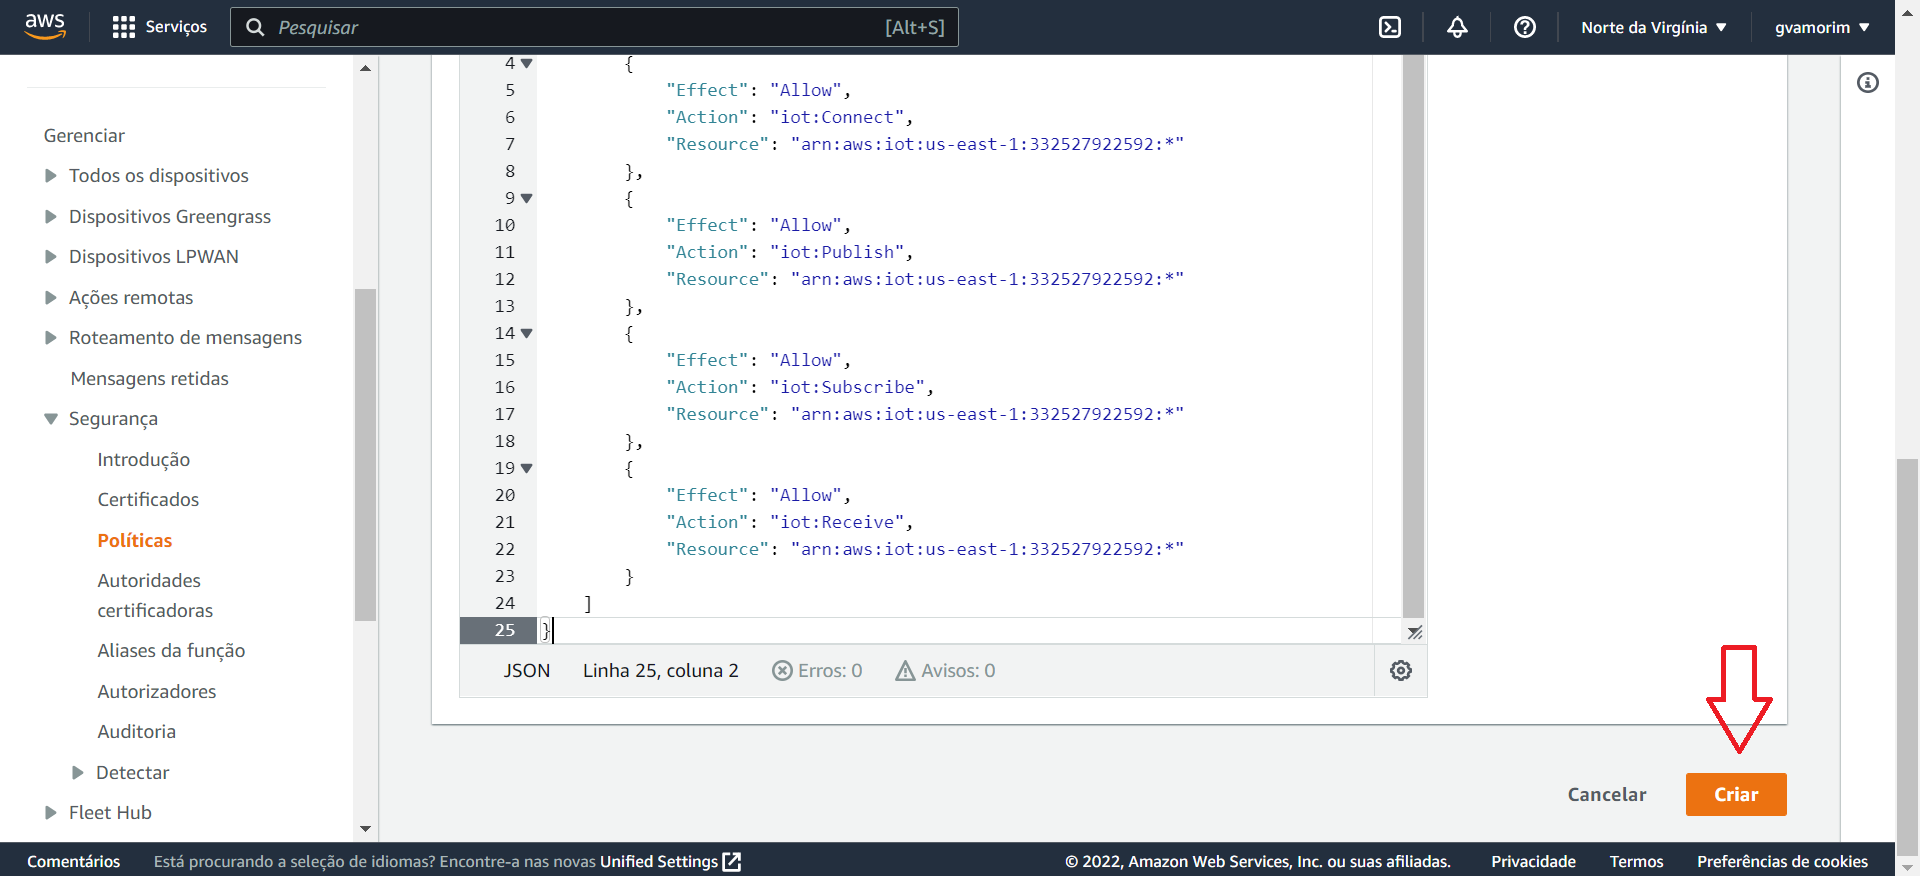 aws
Serviços
Pesquisar
[Alt+S]
Norte da Virgínia
gvamorim
Gerenciar
Todos os dispositivos
Dispositivos Greengrass
Dispositivos LPWAN
Ações remotas
Roteamento de mensagens
Mensagens retidas
Segurança
Introdução
Certificados
Políticas
Autoridades
certificadoras
Aliases da função
Autorizadores
Auditoria
Detectar
Fleet Hub
4 {
5 "Effect": "Allow",
6 "Action": "iot:Connect",
7 "Resource": "arn:aws:iot:us-east-1:332527922592:*"
8 },
9 {
10 "Effect": "Allow",
11 "Action": "iot:Publish",
12 "Resource": "arn:aws:iot:us-east-1:332527922592:*"
13 },
14 {
15 "Effect": "Allow",
16 "Action": "iot:Subscribe",
17 "Resource": "arn:aws:iot:us-east-1:332527922592:*"
18 },
19 {
20 "Effect": "Allow",
21 "Action": "iot:Receive",
22 "Resource": "arn:aws:iot:us-east-1:332527922592:*"
23 }
24 ]
25 }
JSON Linha 25, coluna 2 Erros: 0 Avisos: 0
Cancelar Criar
Comentários Está procurando a seleção de idiomas? Encontre-a nas novas Unified Settings © 2022, Amazon Web Services, Inc. ou suas afiliadas. Privacidade Termos Preferências de cookies